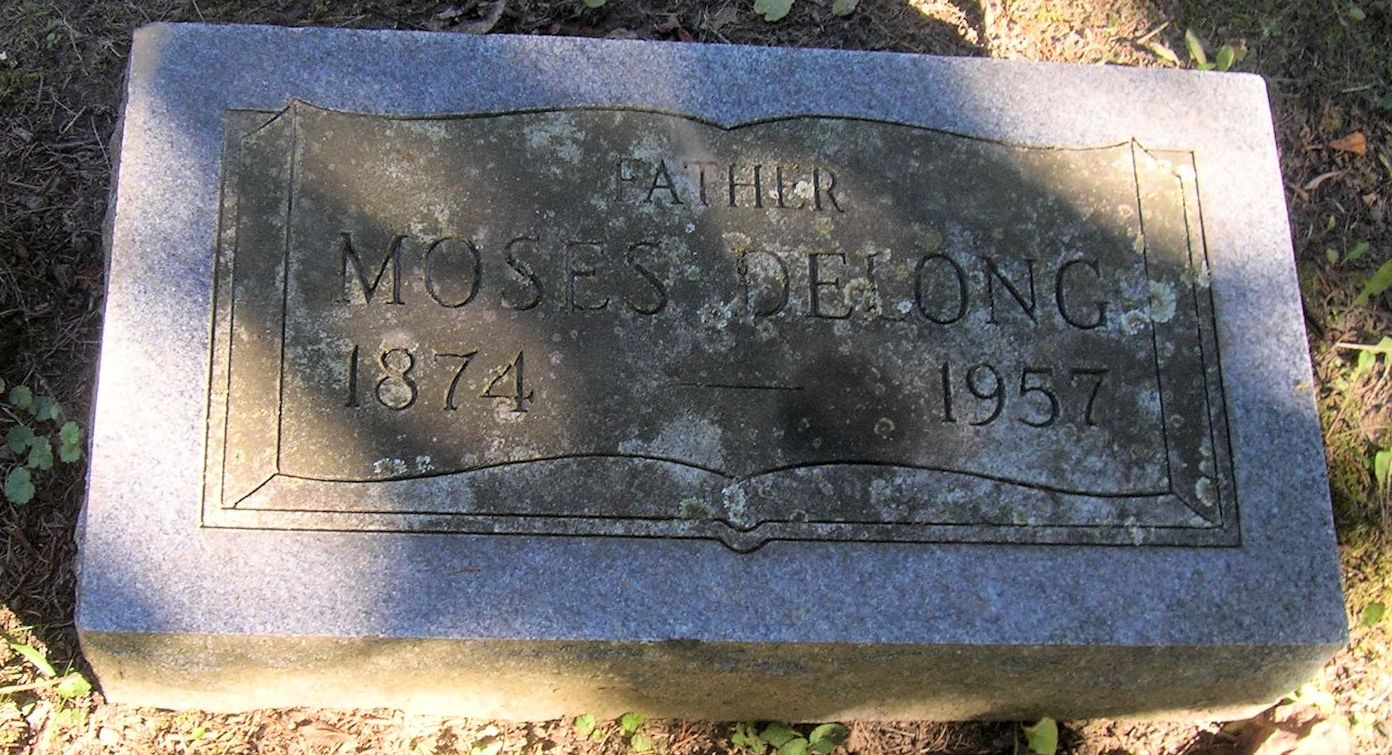 FATHER
MOSES DELONG
1874 — 1957